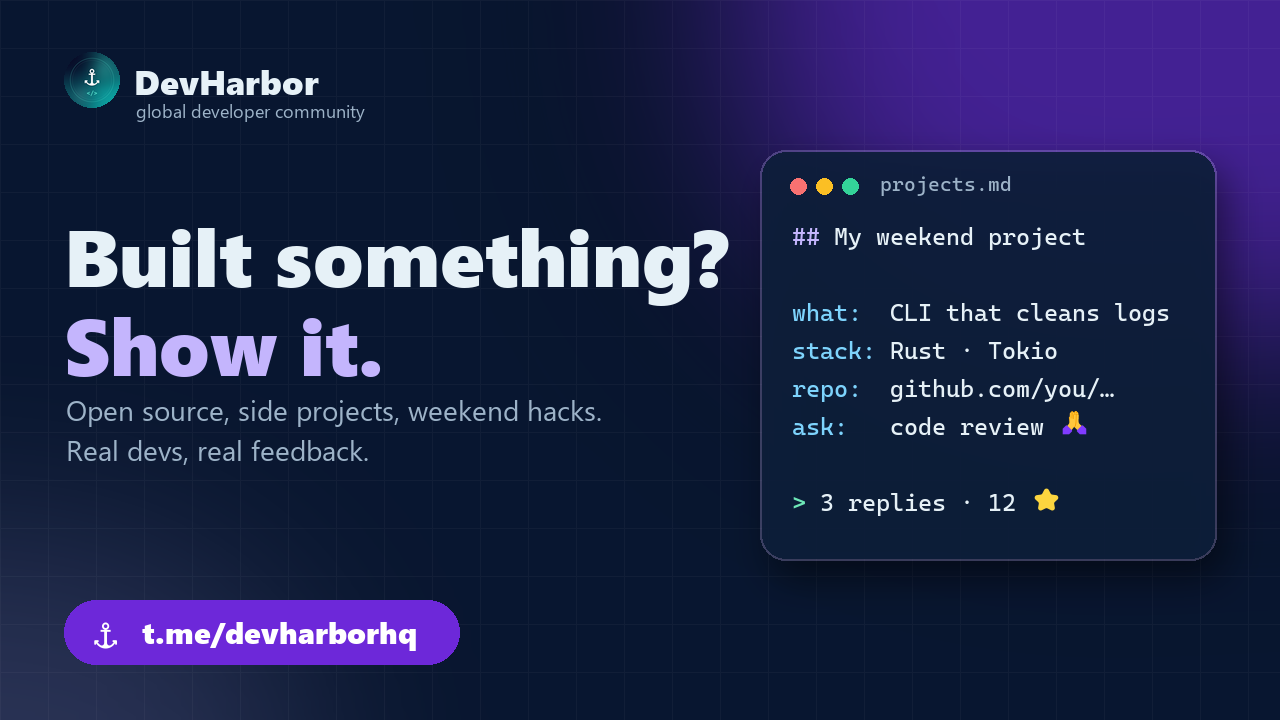 DevHarbor
global developer community
Built something?
Show it.
Open source, side projects, weekend hacks.
Real devs, real feedback.
t.me/devharborhq
projects.md
## My weekend project
what: CLI that cleans logs
stack: Rust · Tokio
repo: github.com/you/…
ask: code review 🙏
> 3 replies · 12 ⭐